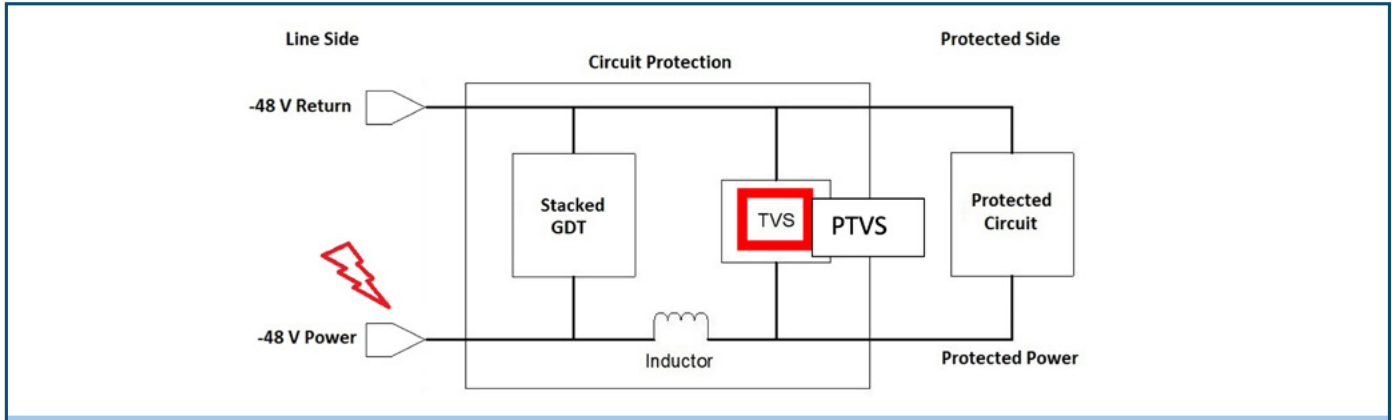 Line Side
Protected Side
Circuit Protection
-48 V Return
Stacked
GDT
TVS
PTVS
Protected
Circuit
-48 V Power
Inductor
Protected Power